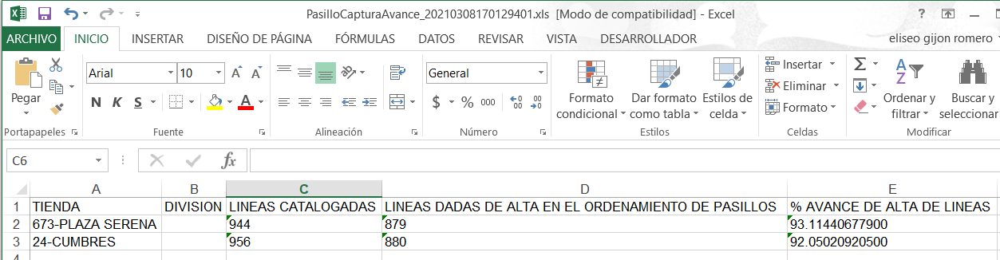 PasilloCapturaAvance_20210308170129401.xls [Modo de compatibilidad] - Excel
?
ARCHIVO INICIO INSERTAR DISEÑO DE PÁGINA FÓRMULAS DATOS REVISAR VISTA DESARROLLADOR eliseo gijon romero
Arial 10 A A General Insertar Σ A Z
Pegar Formato condicional Dar formato como tabla Estilos de celda Eliminar Ordenar y filtrar Buscar y seleccionar
N K S A $ % 000 ,0 ,00 ,00 ,0 Formato
Portapapeles Fuente Alineación Número Estilos Celdas Modificar
C6 fx
A B C D E
1 TIENDA DIVISION LINEAS CATALOGADAS LINEAS DADAS DE ALTA EN EL ORDENAMIENTO DE PASILLOS % AVANCE DE ALTA DE LINEAS
2 673-PLAZA SERENA 944 879 93.11440677900
3 24-CUMBRES 956 880 92.05020920500